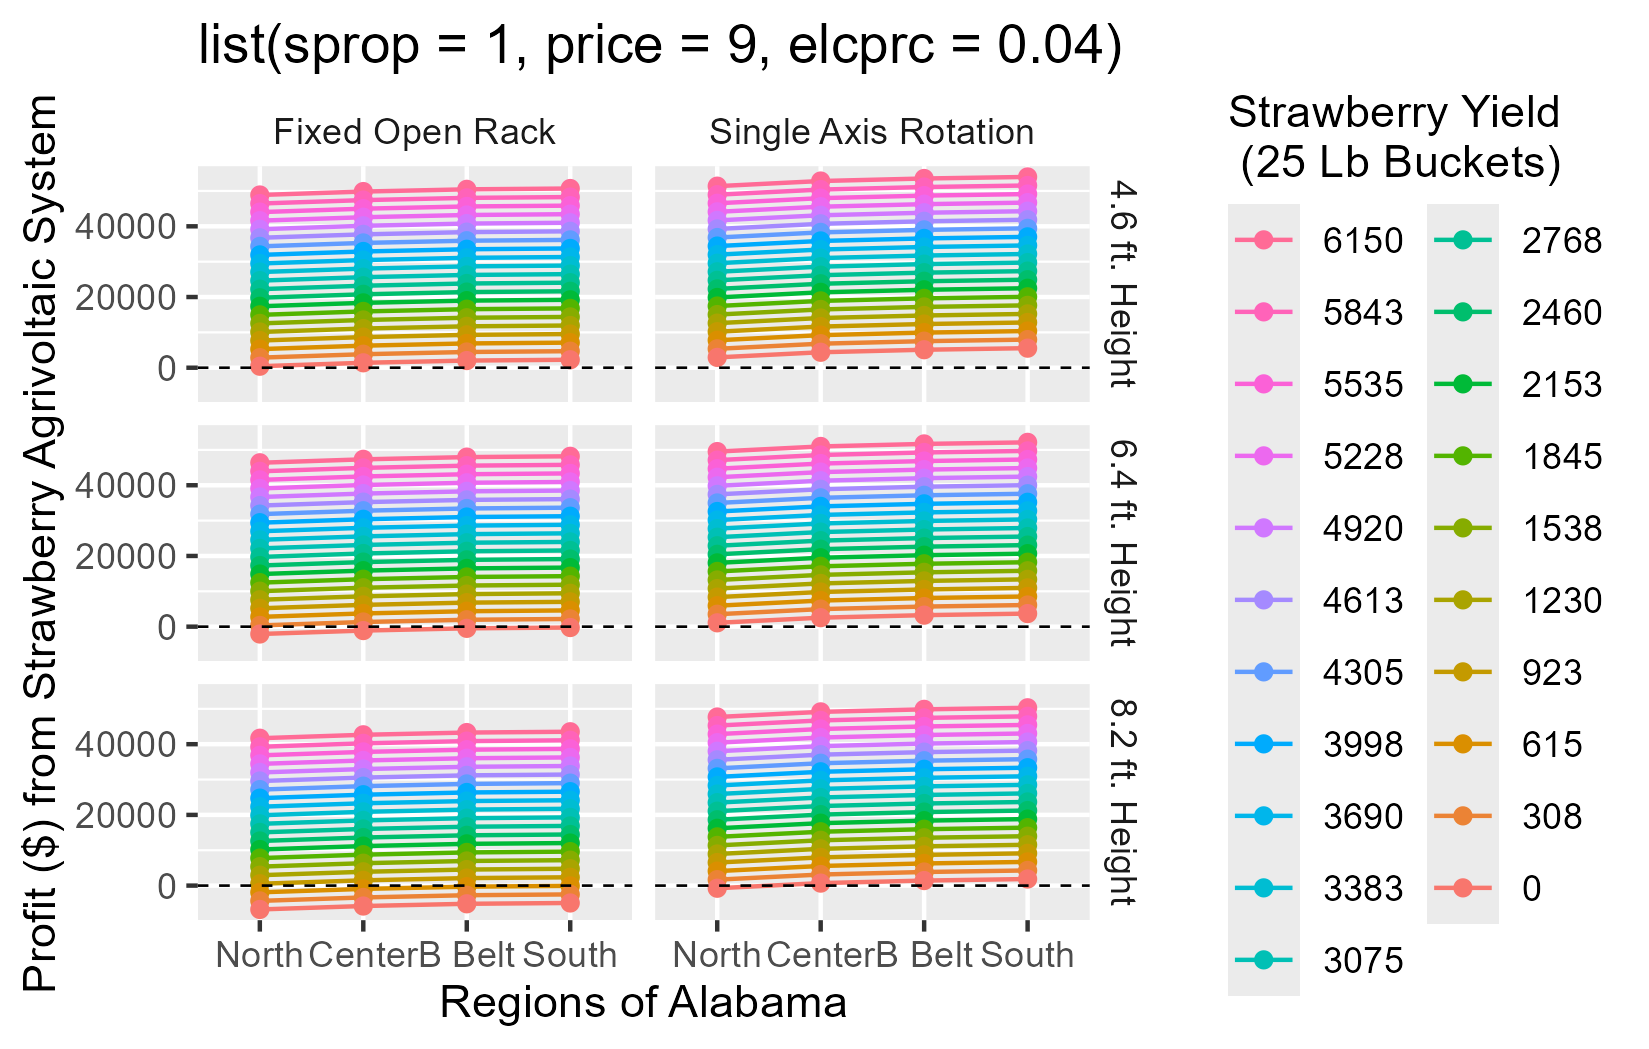 list(sprop = 1, price = 9, elcprc = 0.04)
Profit ($) from Strawberry Agrivoltaic System
Fixed Open Rack
Single Axis Rotation
40000
20000
0
4.6 ft. Height
40000
20000
0
6.4 ft. Height
40000
20000
0
8.2 ft. Height
North Center B Belt South
North Center B Belt South
Regions of Alabama
Strawberry Yield
(25 Lb Buckets)
6150
5843
5535
5228
4920
4613
4305
3998
3690
3383
3075
2768
2460
2153
1845
1538
1230
923
615
308
0